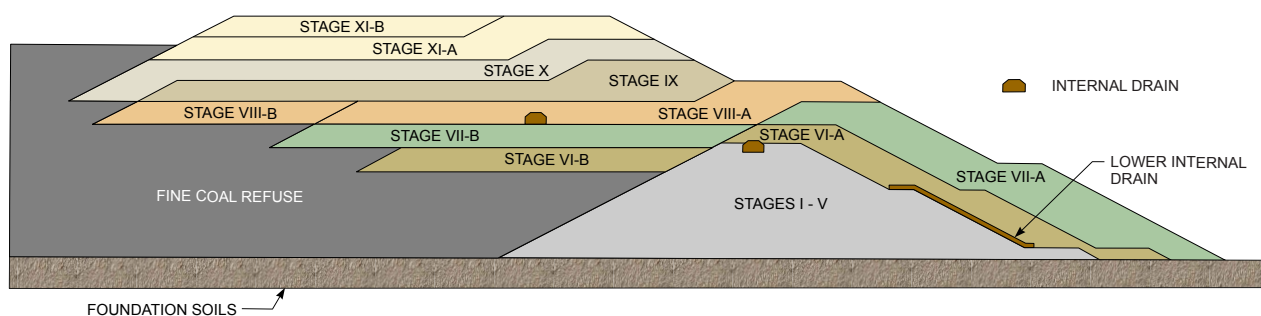 STAGE XI-B
STAGE XI-A
STAGE X
STAGE IX
INTERNAL DRAIN
STAGE VIII-B
STAGE VIII-A
STAGE VII-B
STAGE VI-A
STAGE VI-B
LOWER INTERNAL
DRAIN
STAGE VII-A
FINE COAL REFUSE
STAGES I - V
FOUNDATION SOILS